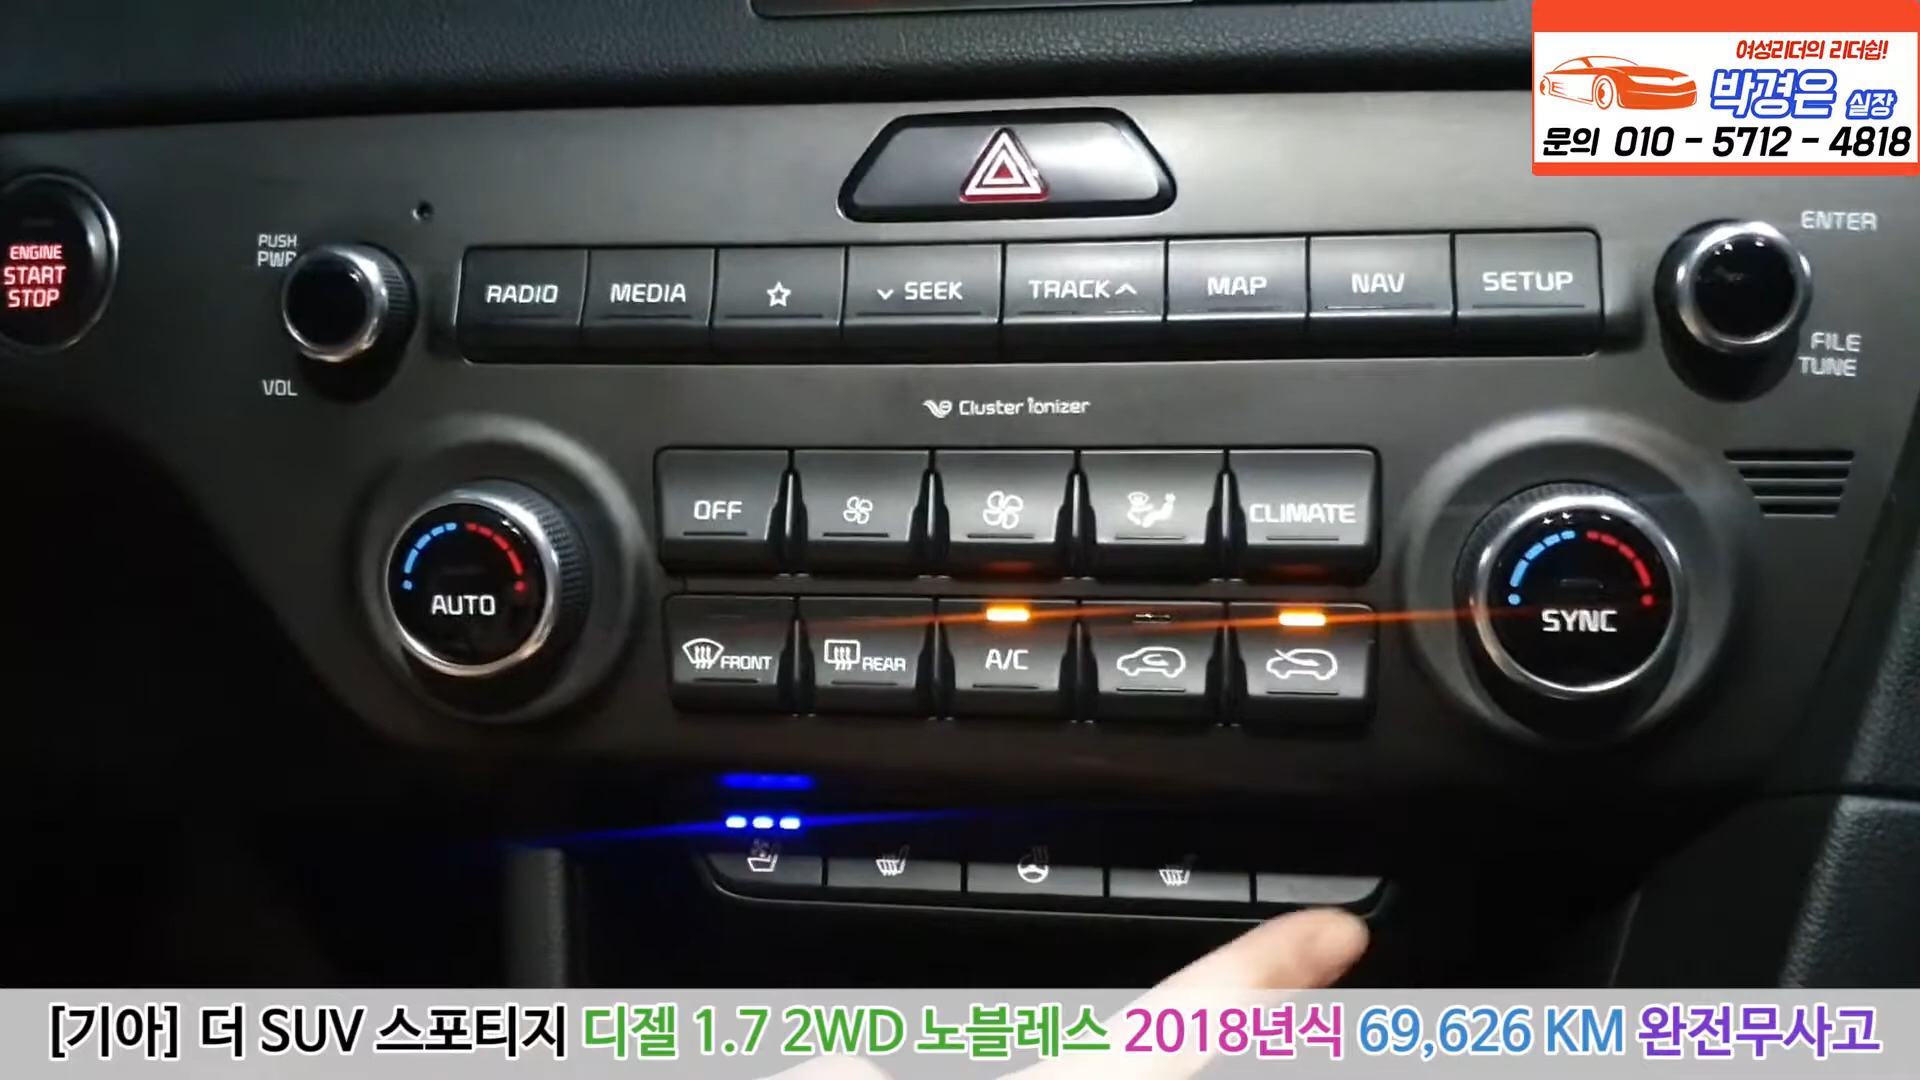 여성리더의 리더쉽!
박경은 실장
문의 010 - 5712 - 4818
ENGINE
START
STOP
PUSH
PWR
VOL
RADIO
MEDIA
SEEK
TRACK
MAP
NAV
SETUP
ENTER
FILE
TUNE
Cluster ionizer
OFF
CLIMATE
AUTO
SYNC
FRONT
REAR
A/C
[기아] 더 SUV 스포티지 디젤 1.7 2WD 노블레스 2018년식 69,626 KM 완전무사고